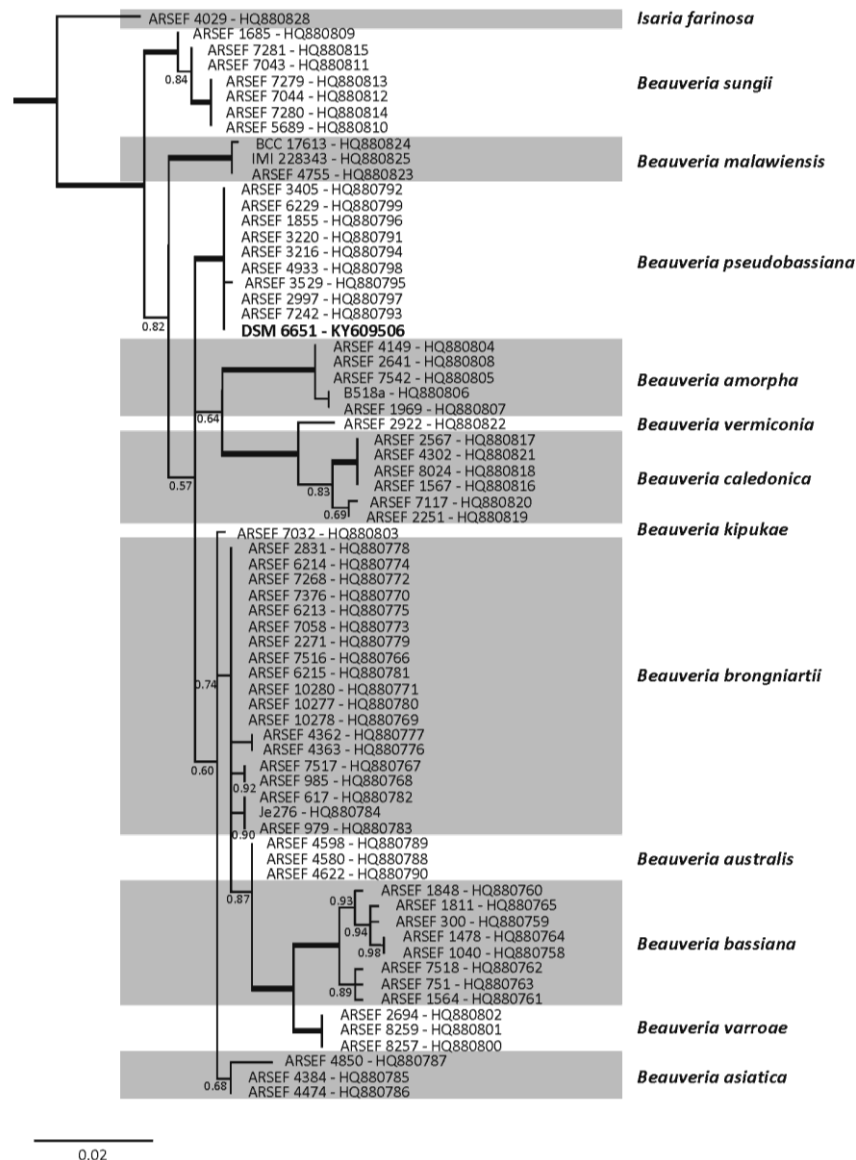 ARSEF 4029 - HQ880828
Isaria farinosa
ARSEF 1685 - HQ880809
ARSEF 7281 - HQ880815
ARSEF 7043 - HQ880811
0.84
ARSEF 7279 - HQ880813
Beauveria sungii
ARSEF 7044 - HQ880812
ARSEF 7280 - HQ880814
ARSEF 5689 - HQ880810
BCC 17613 - HQ880824
IMI 228343 - HQ880825
Beauveria malawiensis
ARSEF 4755 - HQ880823
ARSEF 3405 - HQ880792
ARSEF 6229 - HQ880799
ARSEF 1855 - HQ880796
ARSEF 3220 - HQ880791
ARSEF 3216 - HQ880794
Beauveria pseudobassiana
ARSEF 4933 - HQ880798
ARSEF 3529 - HQ880795
ARSEF 2997 - HQ880797
ARSEF 7242 - HQ880793
0.82
DSM 6651 - KY609506
ARSEF 4149 - HQ880804
ARSEF 2641 - HQ880808
ARSEF 7542 - HQ880805
Beauveria amorpha
B518a - HQ880806
ARSEF 1969 - HQ880807
0.64
ARSEF 2922 - HQ880822
Beauveria vermiconia
ARSEF 2567 - HQ880817
ARSEF 4302 - HQ880821
ARSEF 8024 - HQ880818
Beauveria caledonica
0.57
ARSEF 1567 - HQ880816
0.83
ARSEF 7117 - HQ880820
0.69
ARSEF 2251 - HQ880819
ARSEF 7032 - HQ880803
Beauveria kipukae
ARSEF 2831 - HQ880778
ARSEF 6214 - HQ880774
ARSEF 7268 - HQ880772
ARSEF 7376 - HQ880770
ARSEF 6213 - HQ880775
ARSEF 7058 - HQ880773
ARSEF 2271 - HQ880779
ARSEF 7516 - HQ880766
ARSEF 6215 - HQ880781
Beauveria brongniartii
0.74
ARSEF 10280 - HQ880771
ARSEF 10277 - HQ880780
ARSEF 10278 - HQ880769
ARSEF 4362 - HQ880777
ARSEF 4363 - HQ880776
0.60
ARSEF 7517 - HQ880767
ARSEF 985 - HQ880768
0.92
ARSEF 617 - HQ880782
Je276 - HQ880784
ARSEF 979 - HQ880783
0.90
ARSEF 4598 - HQ880789
ARSEF 4580 - HQ880788
Beauveria australis
ARSEF 4622 - HQ880790
0.87
ARSEF 1848 - HQ880760
0.93
ARSEF 1811 - HQ880765
ARSEF 300 - HQ880759
0.94
ARSEF 1478 - HQ880764
Beauveria bassiana
0.98
ARSEF 1040 - HQ880758
ARSEF 7518 - HQ880762
ARSEF 751 - HQ880763
0.89
ARSEF 1564 - HQ880761
ARSEF 2694 - HQ880802
ARSEF 8259 - HQ880801
Beauveria varroae
ARSEF 8257 - HQ880800
ARSEF 4850 - HQ880787
ARSEF 4384 - HQ880785
Beauveria asiatica
0.68
ARSEF 4474 - HQ880786
0.02